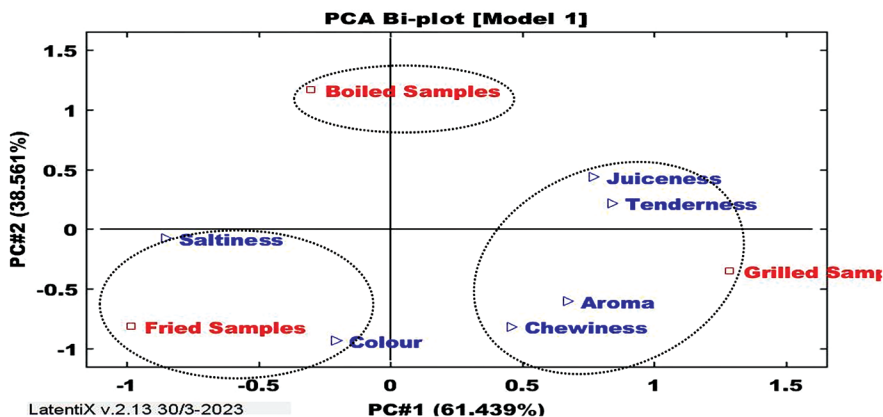 PCA Bi-plot [Model 1]
1.5
Boiled Samples
1
0.5
Juiceness
Tenderness
0
Saltiness
Grilled Samp
-0.5
Aroma
Fried Samples
Chewiness
Colour
-1
-1
-0.5
0
0.5
1
1.5
PC#2 (38.561%)
PC#1 (61.439%)
LatentiX v.2.13 30/3-2023